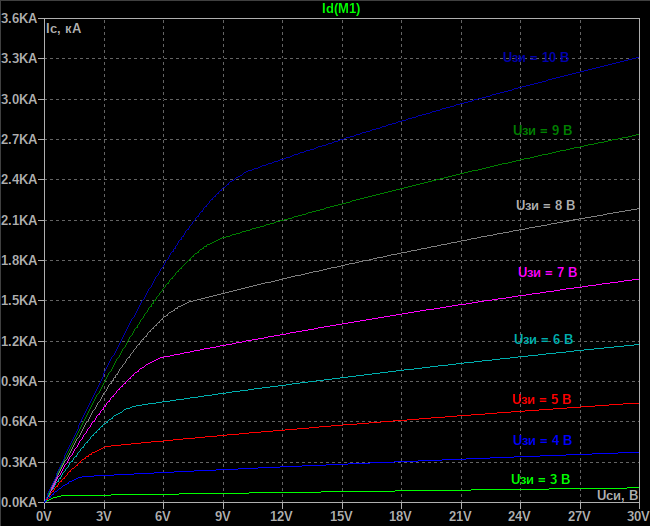 Id(M1)
3.6KA
Iс, кА
3.3KA
Uзи = 10 В
3.0KA
2.7KA
Uзи = 9 В
2.4KA
2.1KA
Uзи = 8 В
1.8KA
Uзи = 7 В
1.5KA
1.2KA
Uзи = 6 В
0.9KA
Uзи = 5 В
0.6KA
Uзи = 4 В
0.3KA
Uзи = 3 В
Uси, В
0.0KA
0V 3V 6V 9V 12V 15V 18V 21V 24V 27V 30V